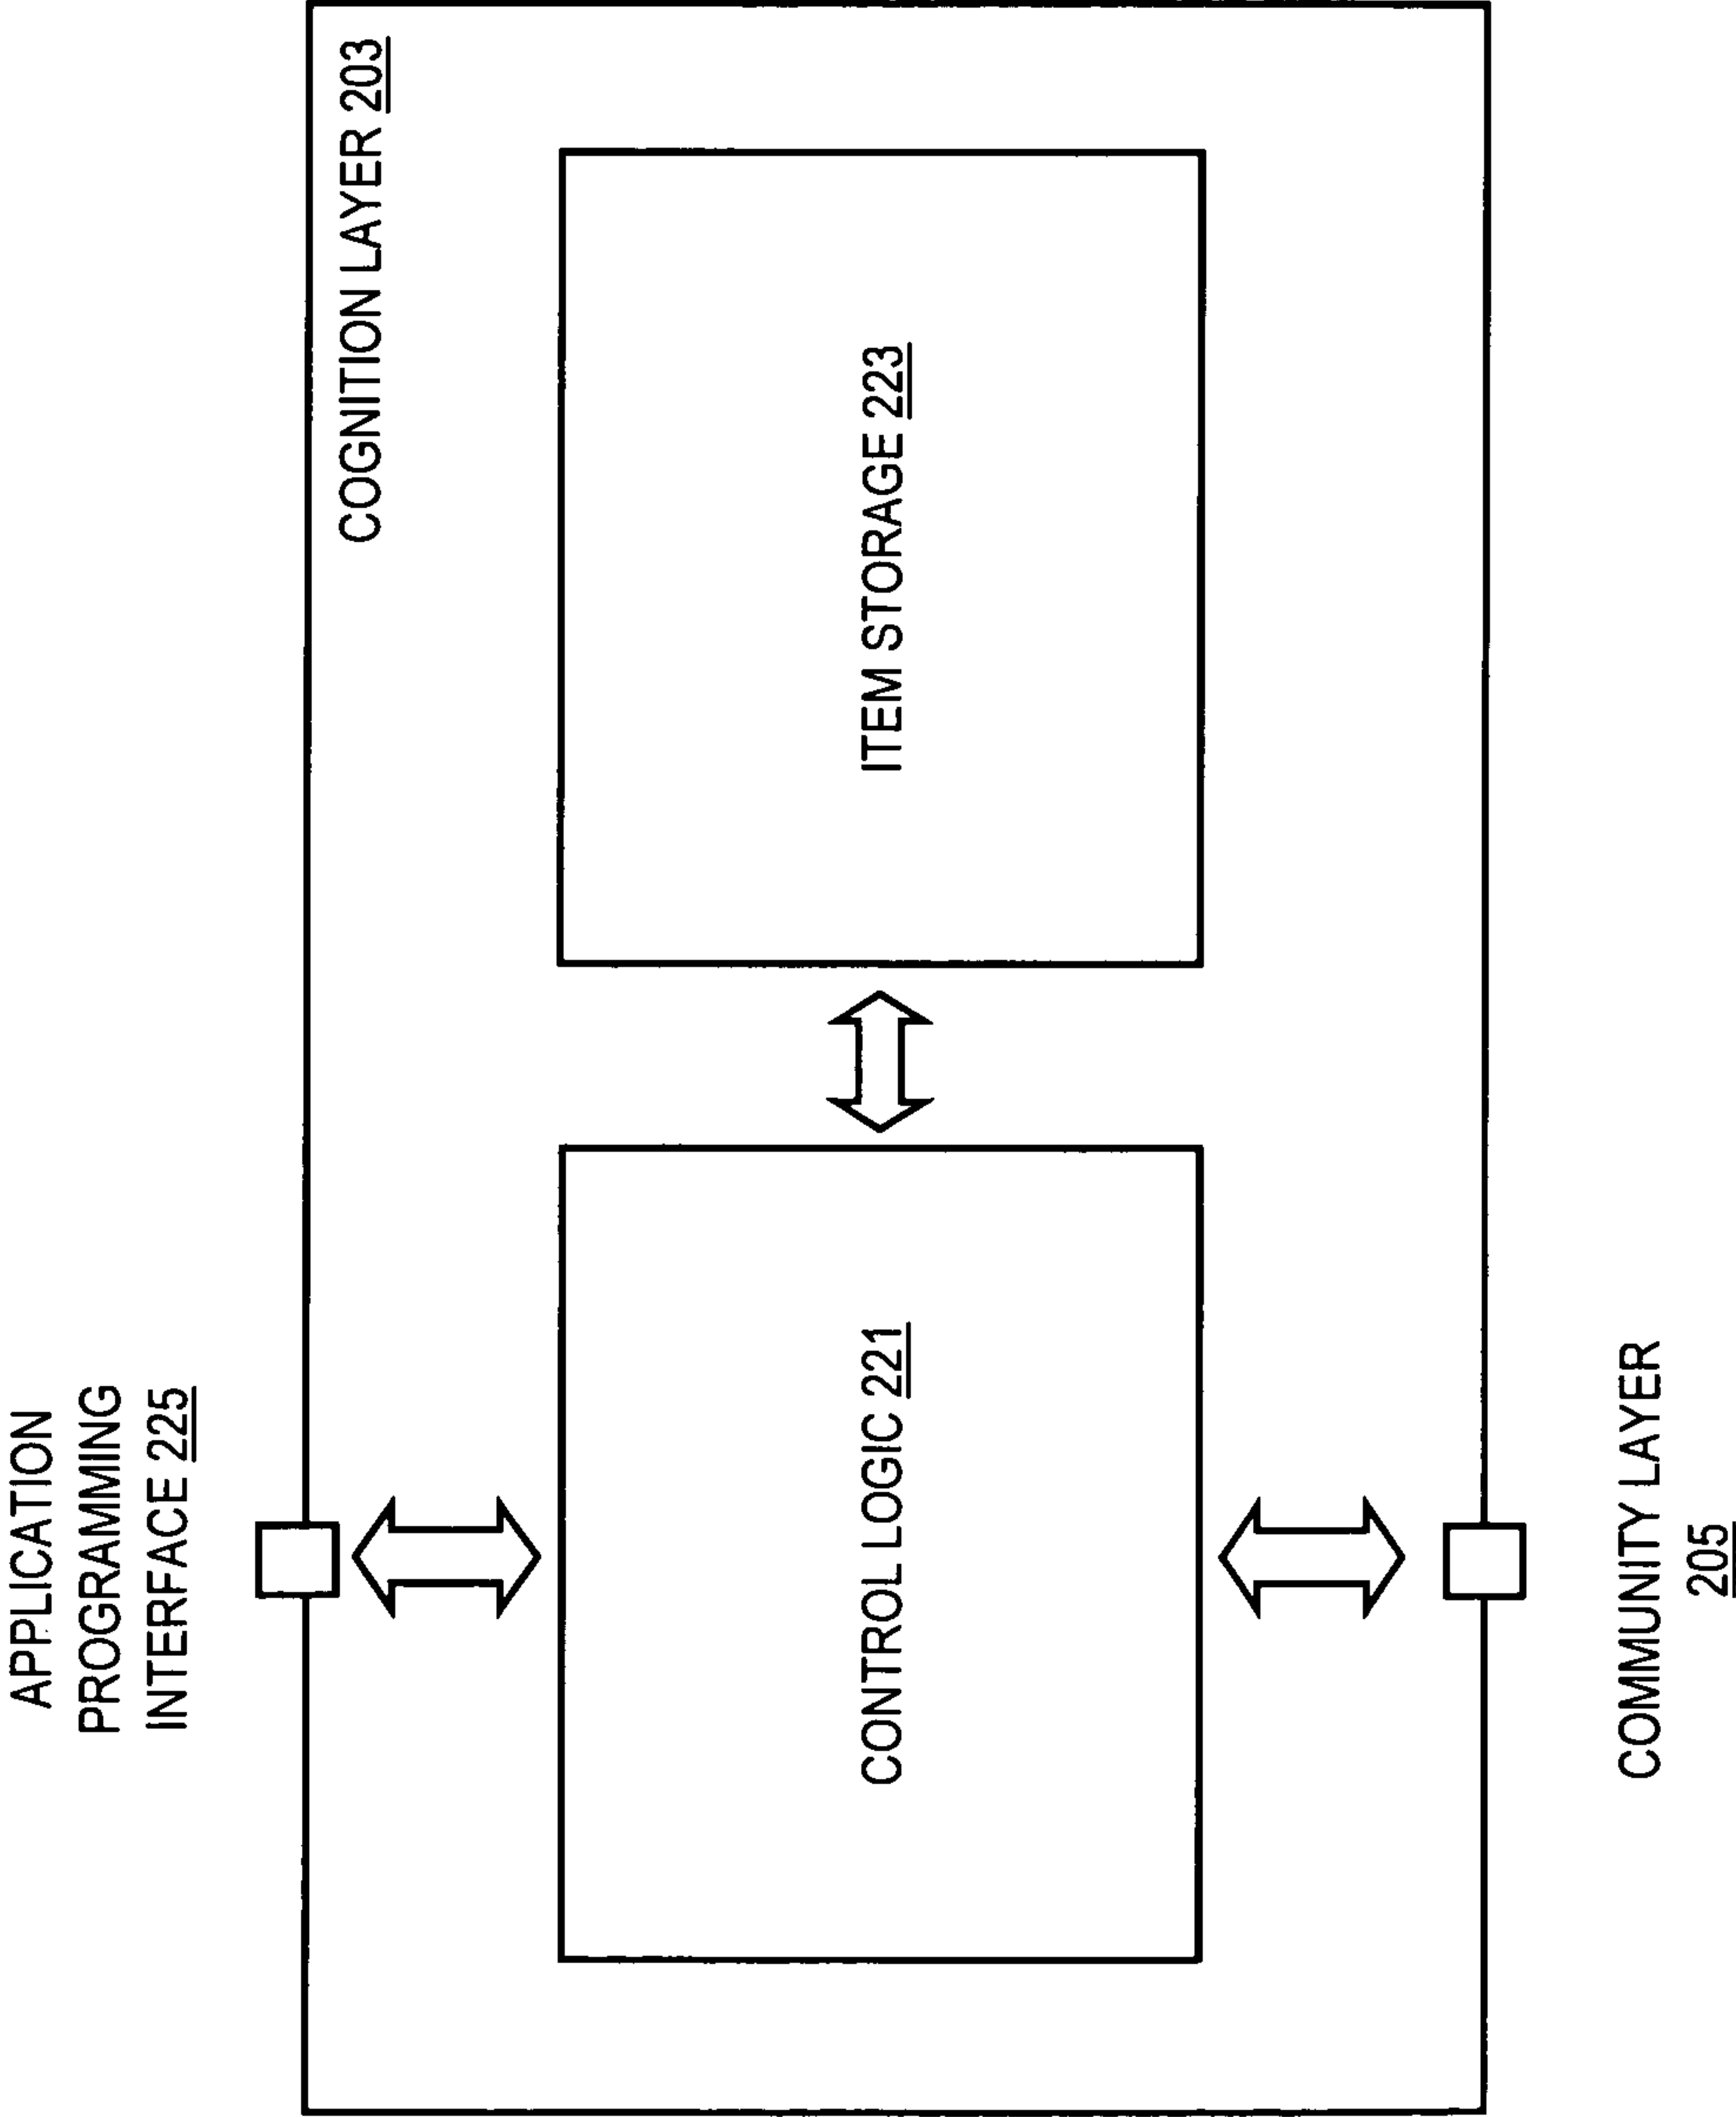 APPLICATION
PROGRAMMING
INTERFACE 225
COGNITION LAYER 203
CONTROL LOGIC 221
ITEM STORAGE 223
COMMUNITY LAYER
205